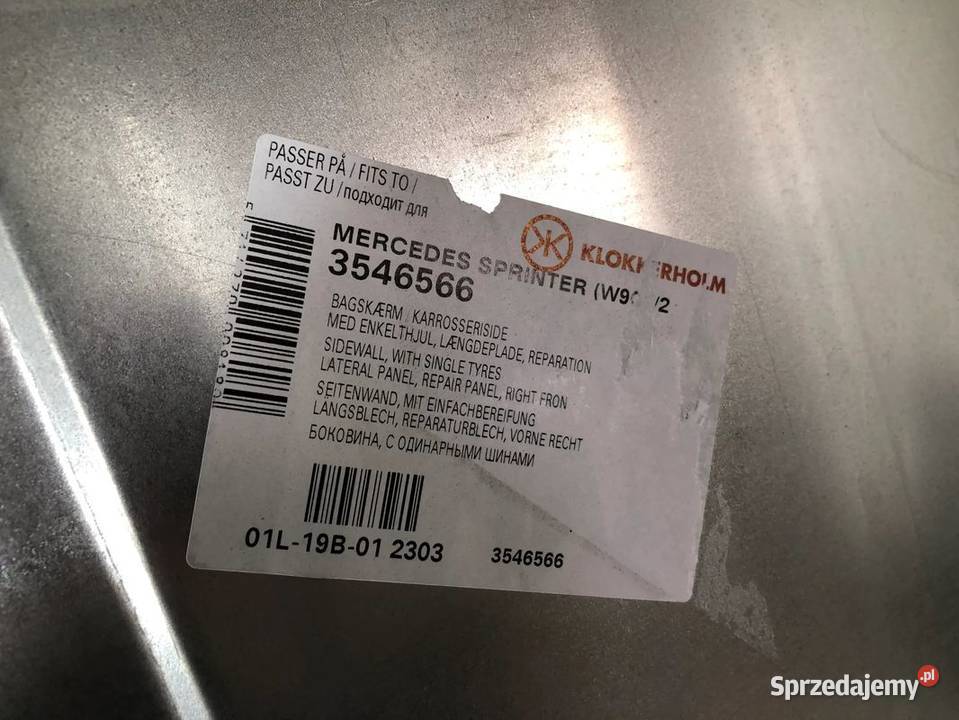 PASSER PÅ / FITS TO /
PASST ZU / подходит для
KLOKKERHOLM
MERCEDES SPRINTER
3546566
BAGSKÆRM / KARROSSERISIDE
MED ENKELTHJUL, LÆNGDEPLADE, REPARATION
SIDEWALL, WITH SINGLE TYRES
LATERAL PANEL, REPAIR PANEL, RIGHT FRON
SEITENWAND, MIT EINFACHBEREIFUNG
LÄNGSBLECH, REPARATURBLECH, VORNE RECHT
БОКОВИНА, С ОДИНАРНЫМИ ШИНАМИ
01L-19B-01 2303
3546566
Sprzedajemy.pl